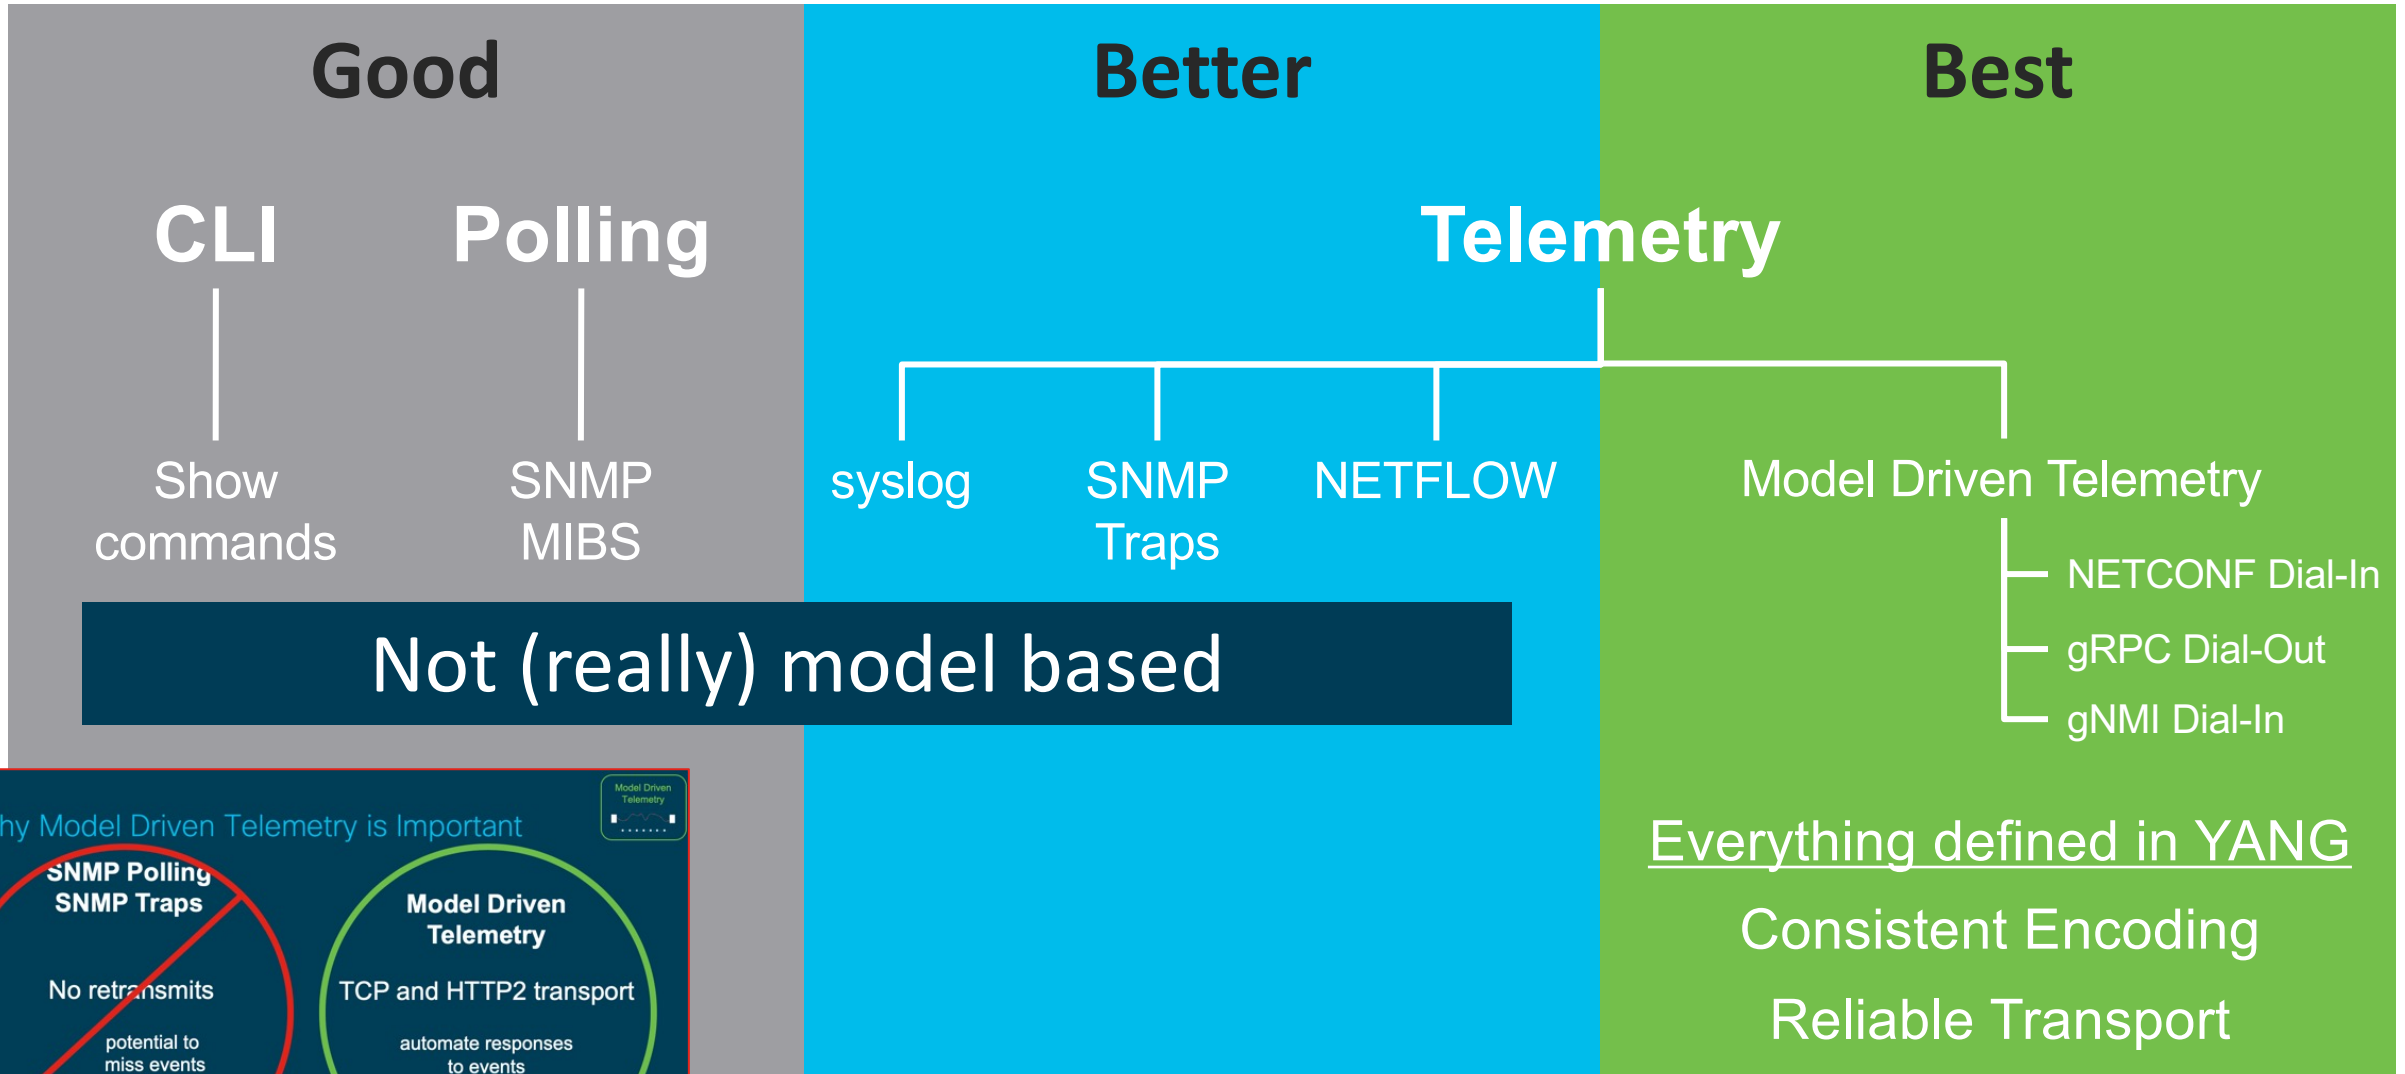 Good
Better
Best
CLI
Polling
Telemetry
Show
commands
SNMP
MIBS
syslog
SNMP
Traps
NETFLOW
Model Driven Telemetry
NETCONF Dial-In
gRPC Dial-Out
gNMI Dial-In
Not (really) model based
Everything defined in YANG
Consistent Encoding
Reliable Transport
Model Driven
Telemetry
hy Model Driven Telemetry is Important
SNMP Polling
SNMP Traps
No retransmits
potential to
miss events
Model Driven
Telemetry
TCP and HTTP2 transport
automate responses
to events